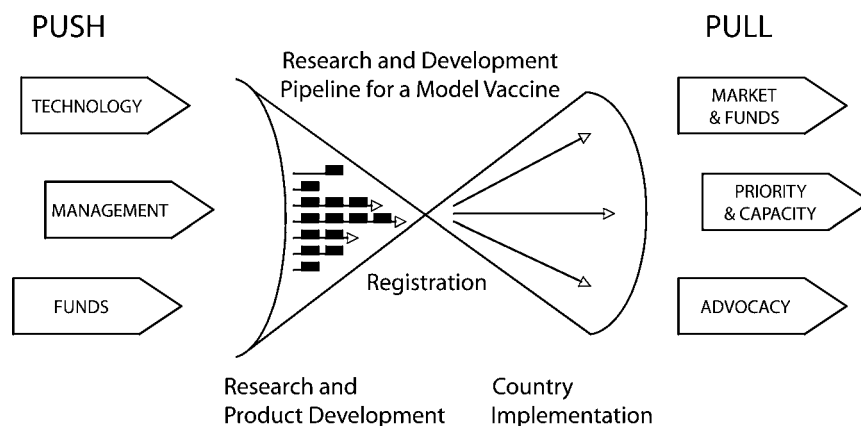 PUSH
PULL
Research and Development
Pipeline for a Model Vaccine
TECHNOLOGY
MANAGEMENT
FUNDS
Registration
MARKET
& FUNDS
PRIORITY
& CAPACITY
ADVOCACY
Research and
Product Development
Country
Implementation